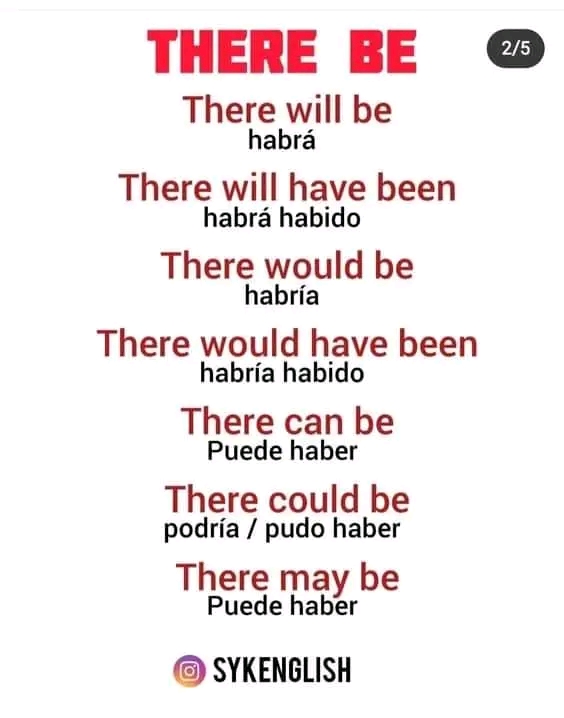 THERE BE
2/5
There will be
habrá
There will have been
habrá habido
There would be
habría
There would have been
habría habido
There can be
Puede haber
There could be
podría / pudo haber
There may be
Puede haber
SYKENGLISH